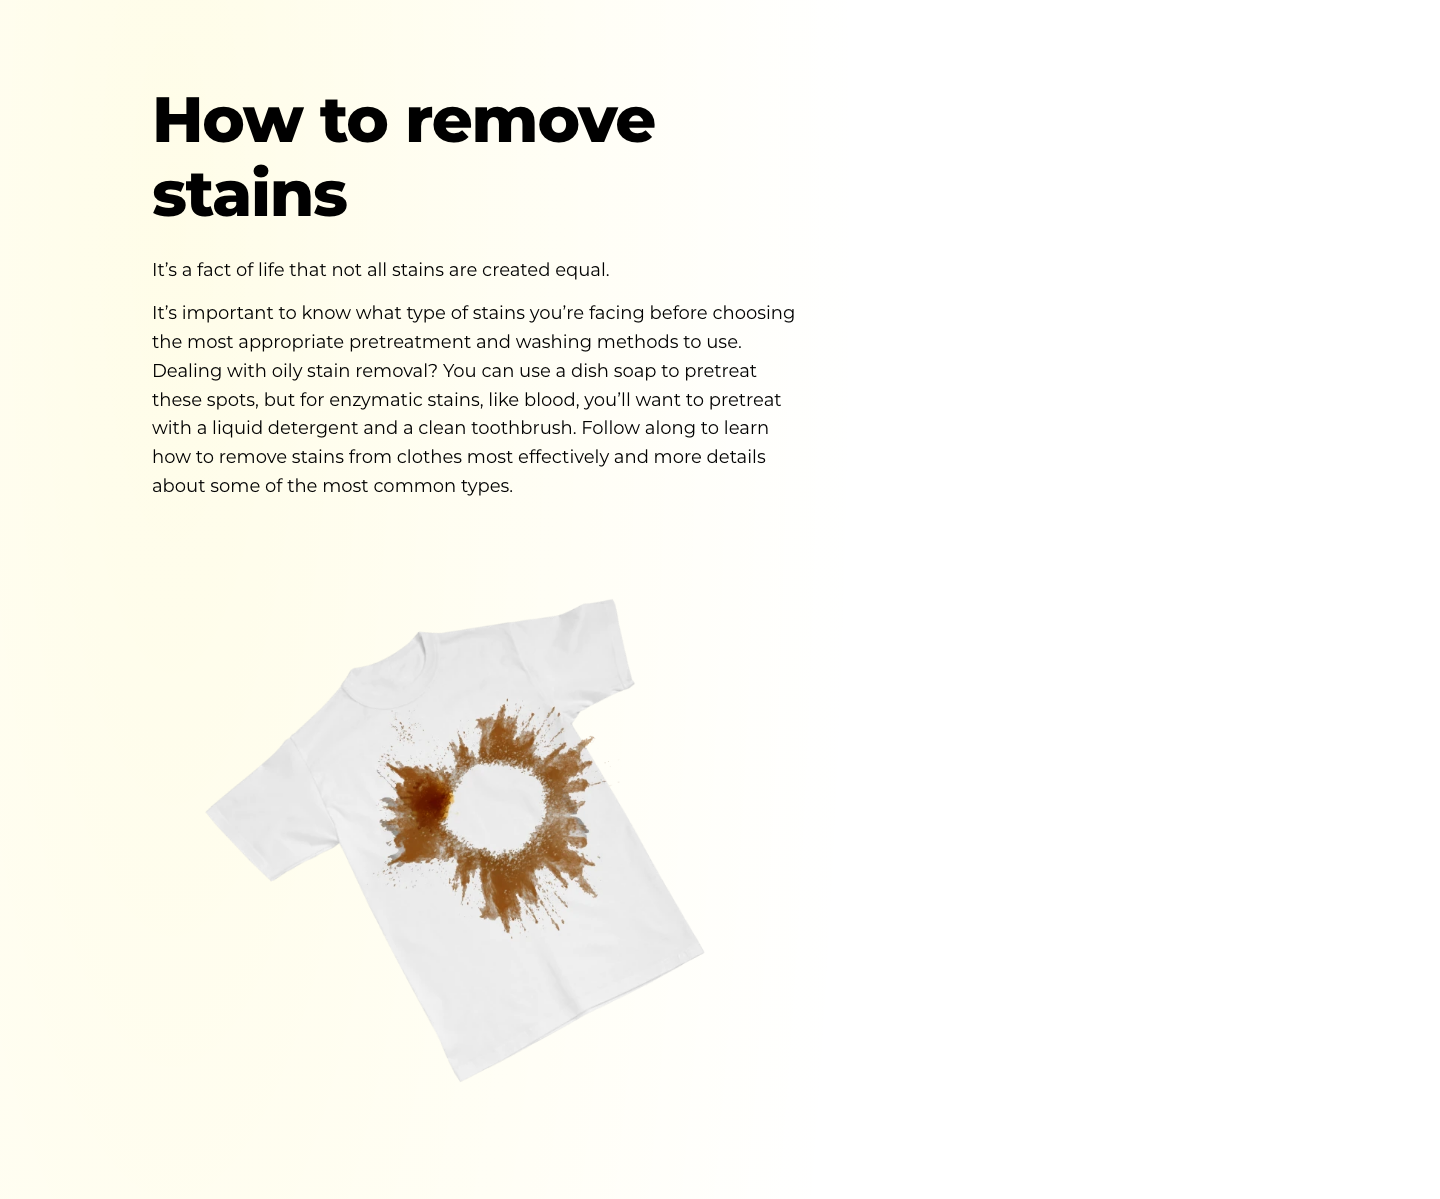 How to remove
stains
It’s a fact of life that not all stains are created equal.
It’s important to know what type of stains you’re facing before choosing
the most appropriate pretreatment and washing methods to use.
Dealing with oily stain removal? You can use a dish soap to pretreat
these spots, but for enzymatic stains, like blood, you’ll want to pretreat
with a liquid detergent and a clean toothbrush. Follow along to learn
how to remove stains from clothes most effectively and more details
about some of the most common types.